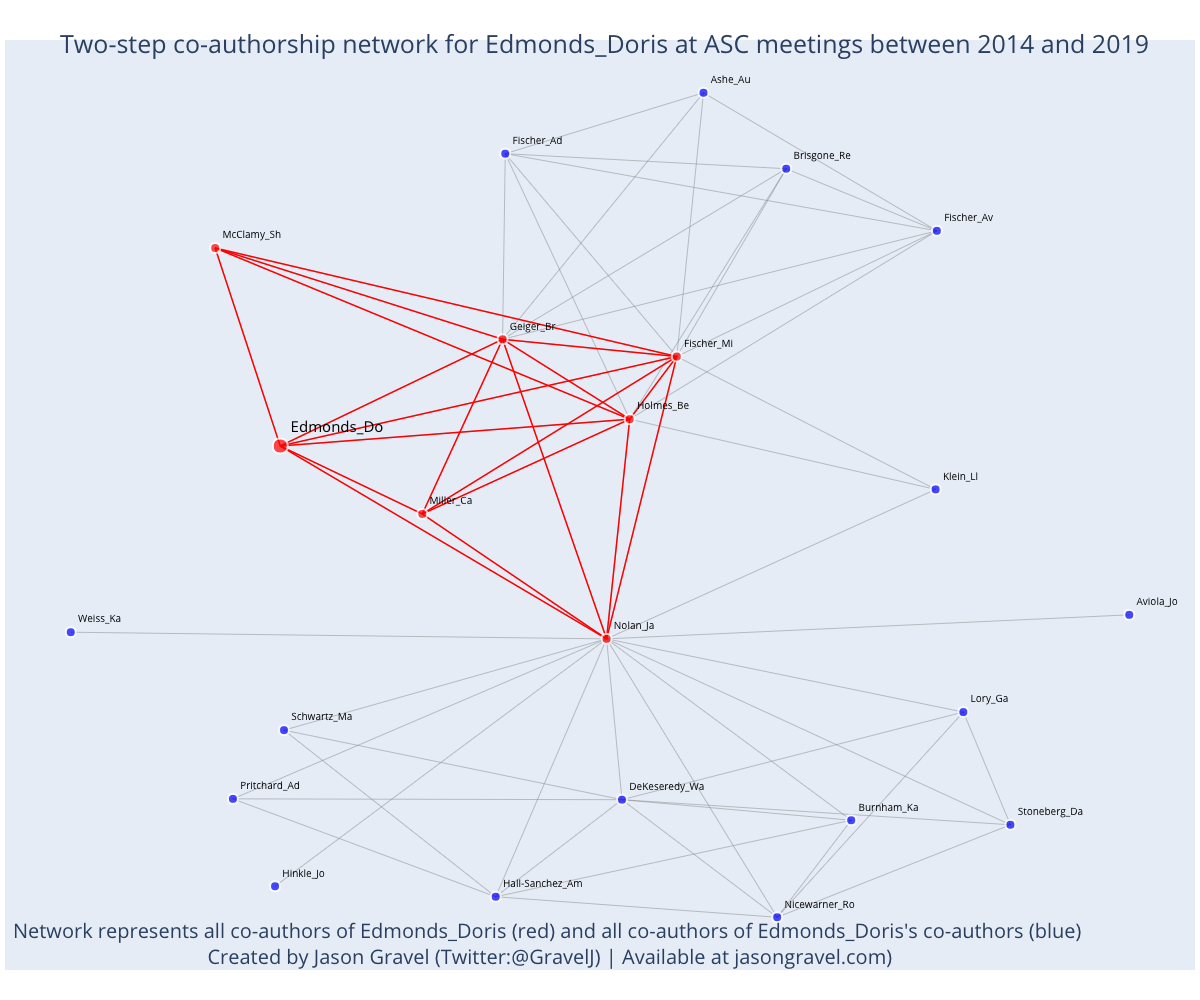 Two-step co-authorship network for Edmonds_Doris at ASC meetings between 2014 and 2019
Ashe_Au
Fischer_Ad
Brisgone_Re
Fischer_Av
McClamy_Sh
Geiger_Br
Fischer_Mi
Holmes_Be
Edmonds_Do
Klein_Ll
Miller_Ca
Aviola_Jo
Weiss_Ka
Nolan_Ja
Lory_Ga
Schwartz_Ma
Pritchard_Ad
DeKeseredy_Wa
Burnham_Ka
Stoneberg_Da
Hinkle_Jo
Hall-Sanchez_Am
Nicewarner_Ro
Network represents all co-authors of Edmonds_Doris (red) and all co-authors of Edmonds_Doris's co-authors (blue)
Created by Jason Gravel (Twitter:@GravelJ) | Available at jasongravel.com)